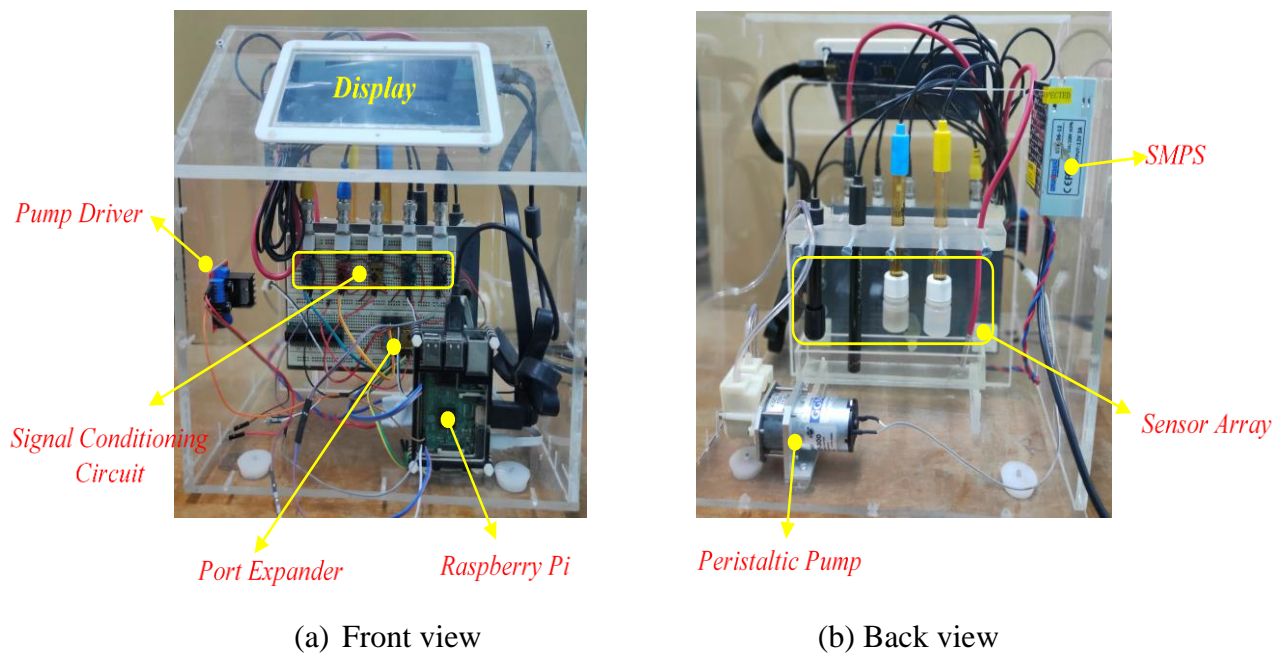 Display
Pump Driver
Signal Conditioning
Circuit
Port Expander
Raspberry Pi
SMPS
Sensor Array
Peristaltic Pump
(a) Front view
(b) Back view